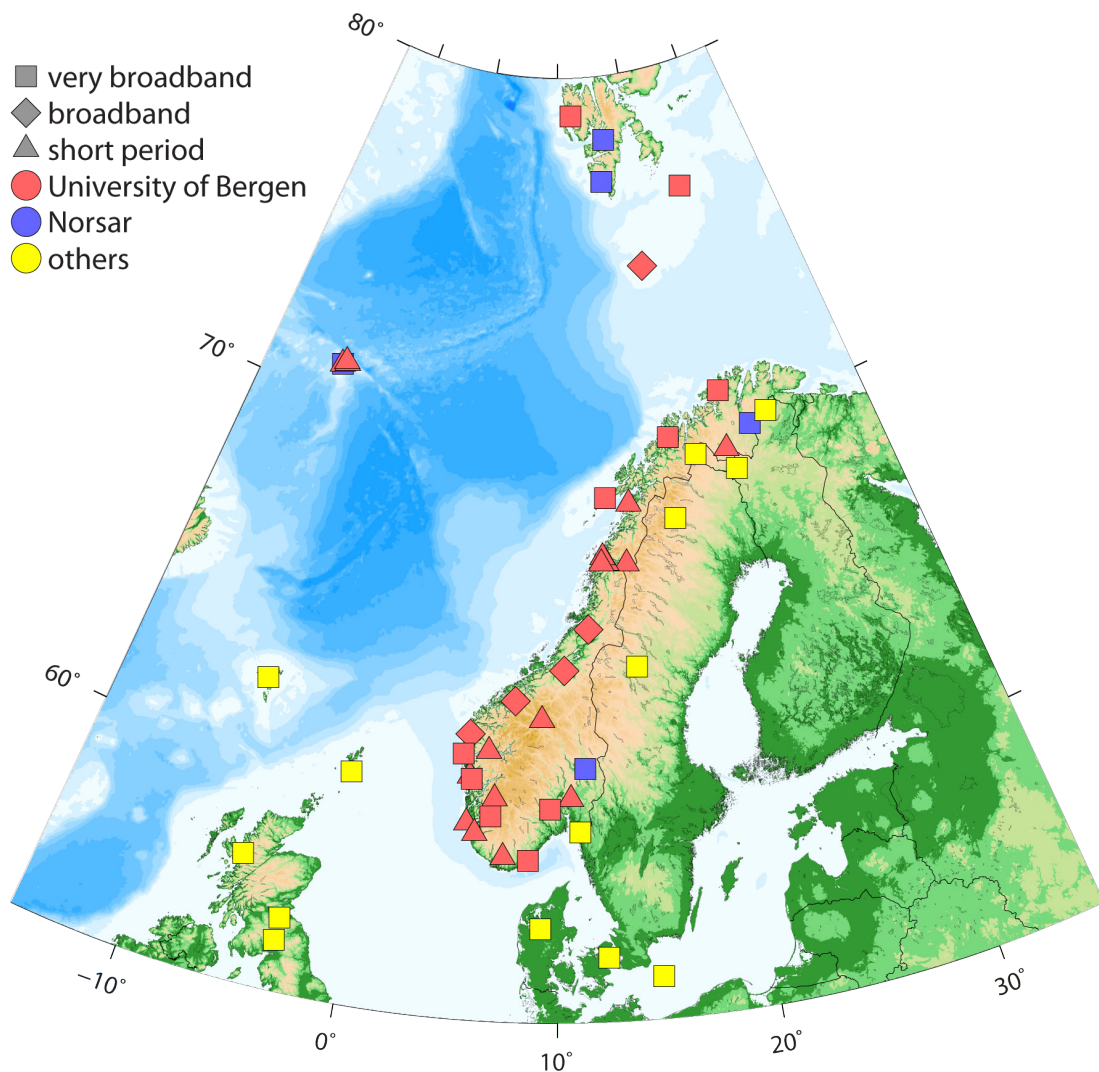 80°
very broadband
broadband
short period
University of Bergen
Norsar
others
70°
60°
−10°
0°
10°
20°
30°